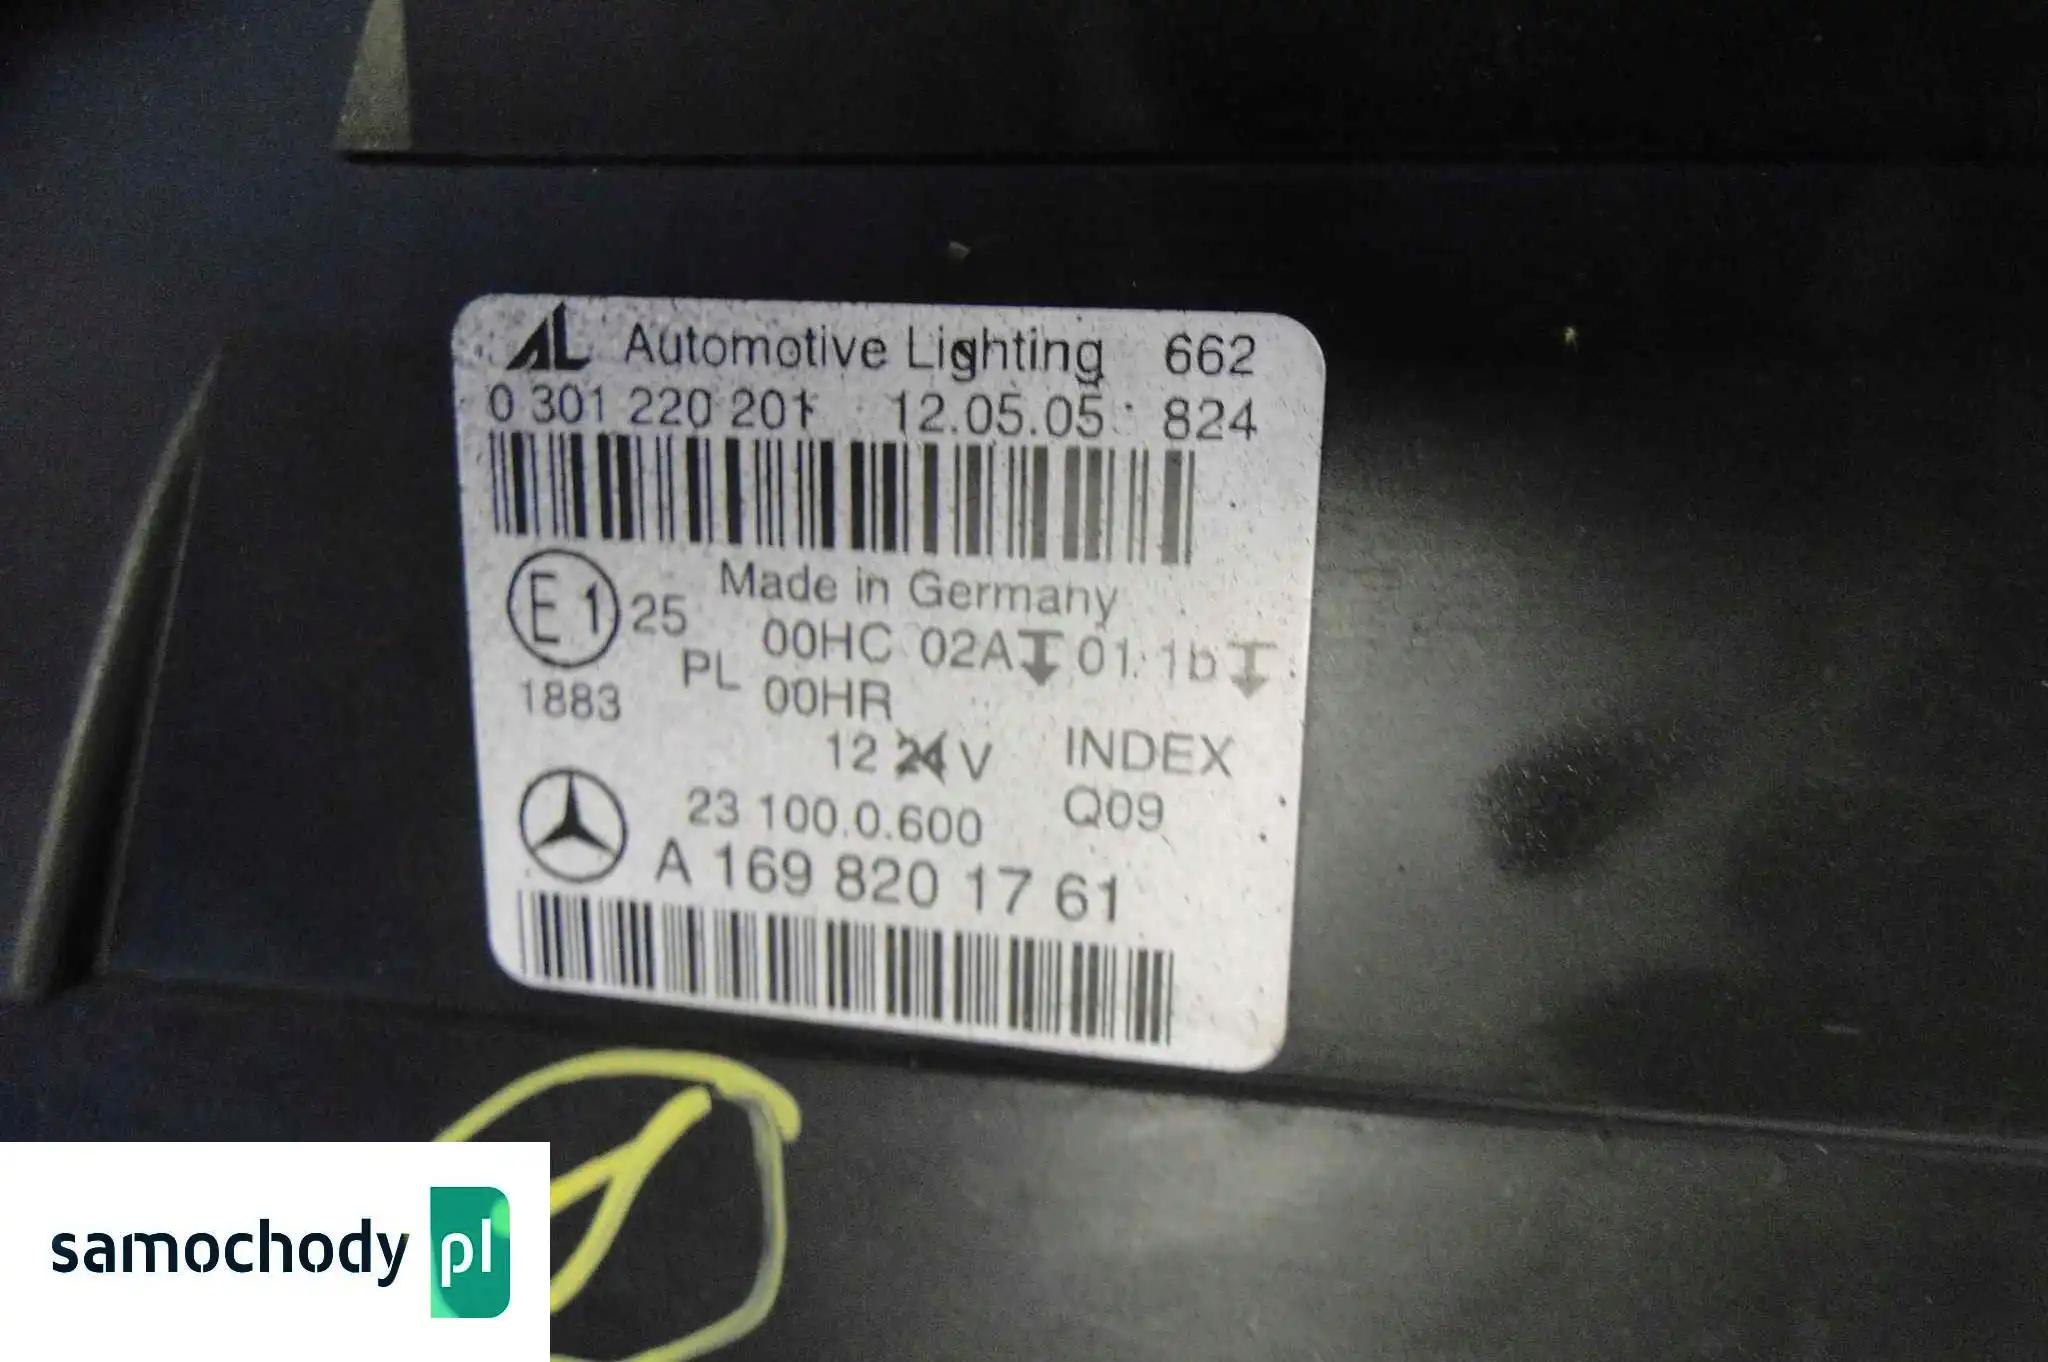 AL Automotive Lighting 662
0 301 220 201 12.05.05 824
Made in Germany
E1 25 00HC 02A 01 1b
PL 00HR
1883
12 24 V INDEX
23 100.0.600 Q09
A 169 820 17 61
samochody pl